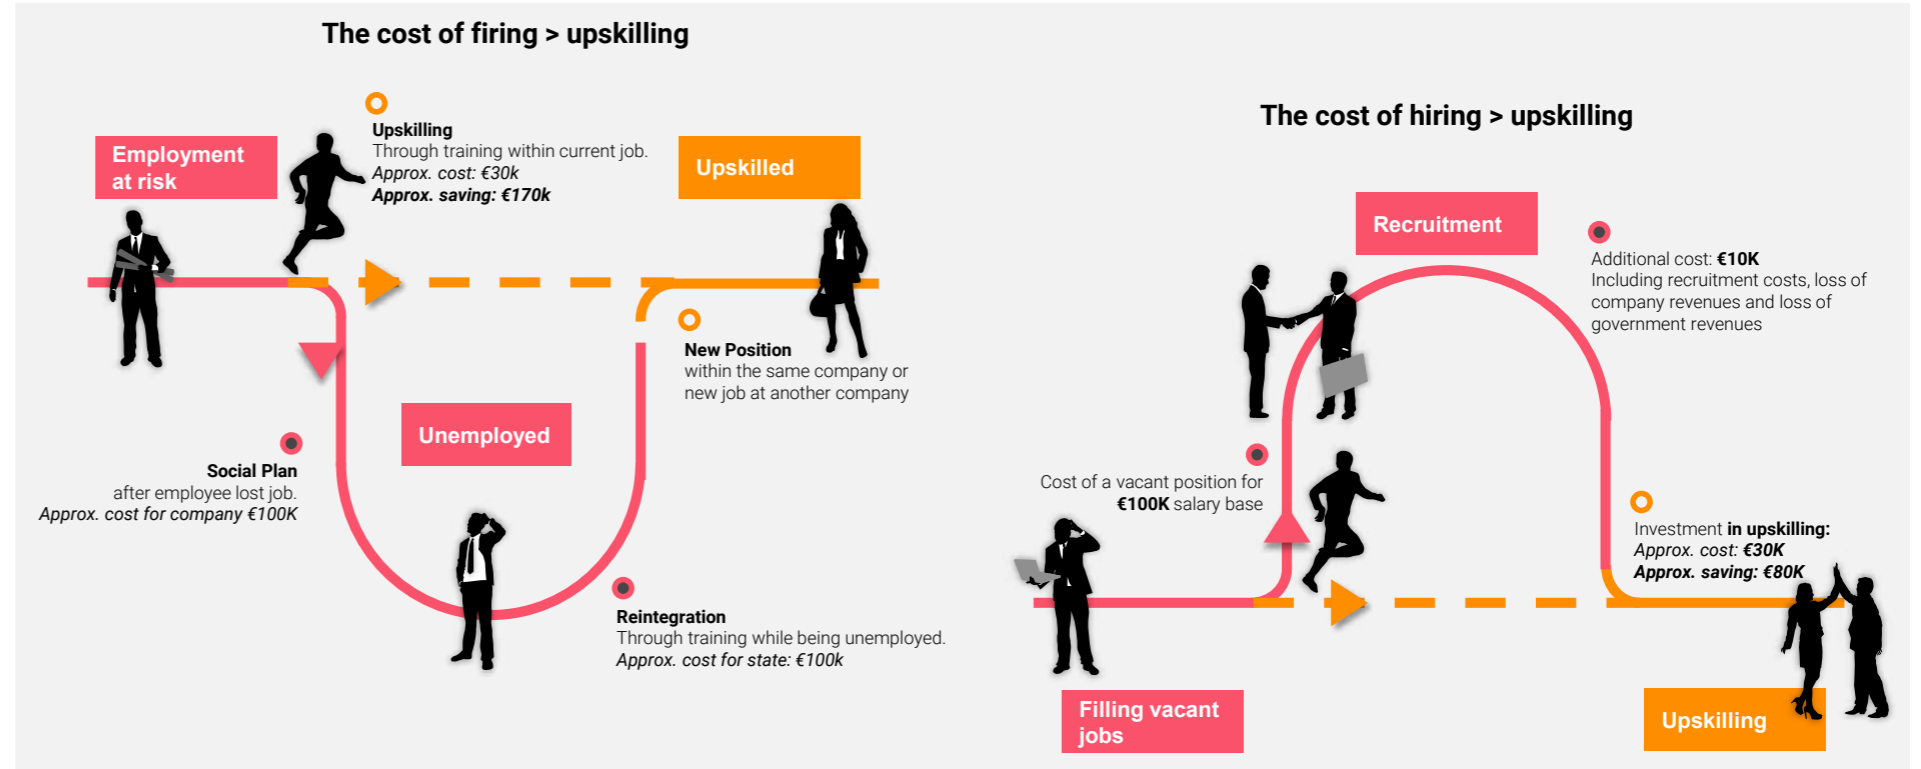 The cost of firing > upskilling
Employment
at risk
Upskilling
Through training within current job.
Approx. cost: €30k
Approx. saving: €170k
Upskilled
New Position
within the same company or
new job at another company
Unemployed
Social Plan
after employee lost job.
Approx. cost for company €100K
Reintegration
Through training while being unemployed.
Approx. cost for state: €100k
The cost of hiring > upskilling
Recruitment
Additional cost: €10K
Including recruitment costs, loss of
company revenues and loss of
government revenues
Cost of a vacant position for
€100K salary base
Investment in upskilling:
Approx. cost: €30K
Approx. saving: €80K
Filling vacant
jobs
Upskilling